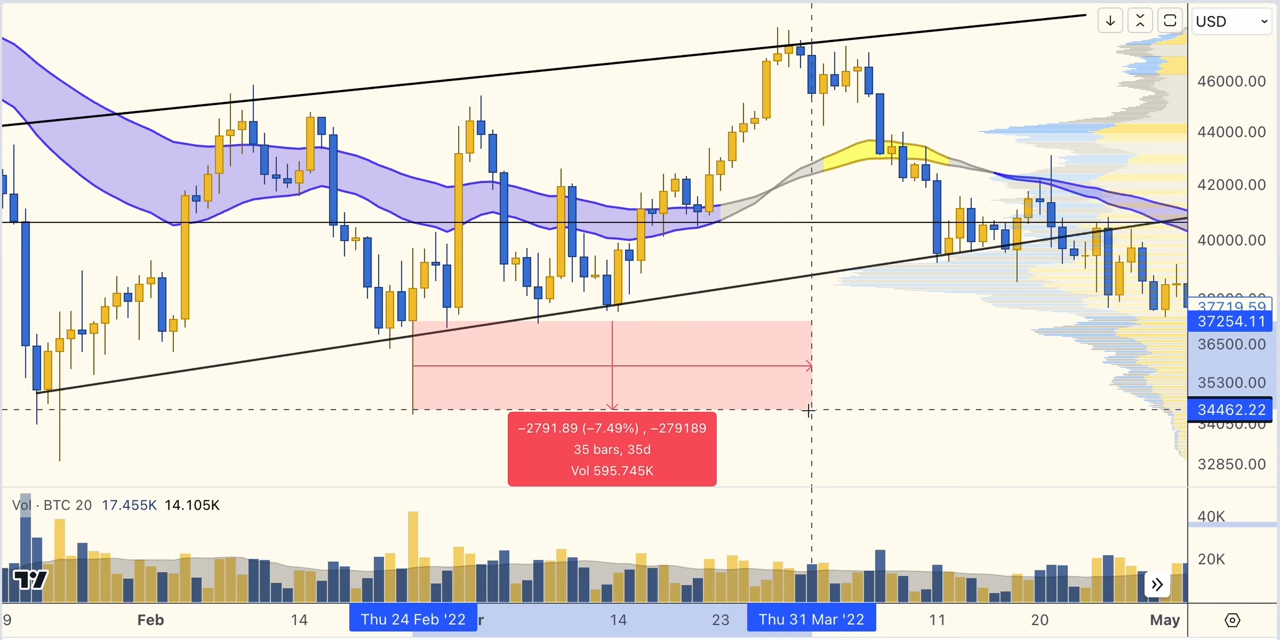 USD
46000.00
44000.00
42000.00
40000.00
37719.59
37254.11
36500.00
35300.00
34462.22
34050.00
32850.00
−2791.89 (−7.49%) , −279189
35 bars, 35d
Vol 595.745K
Vol · BTC 20 17.455K 14.105K
40K
20K
9 Feb 14 Thu 24 Feb '22 r 14 23 Thu 31 Mar '22 11 20 May